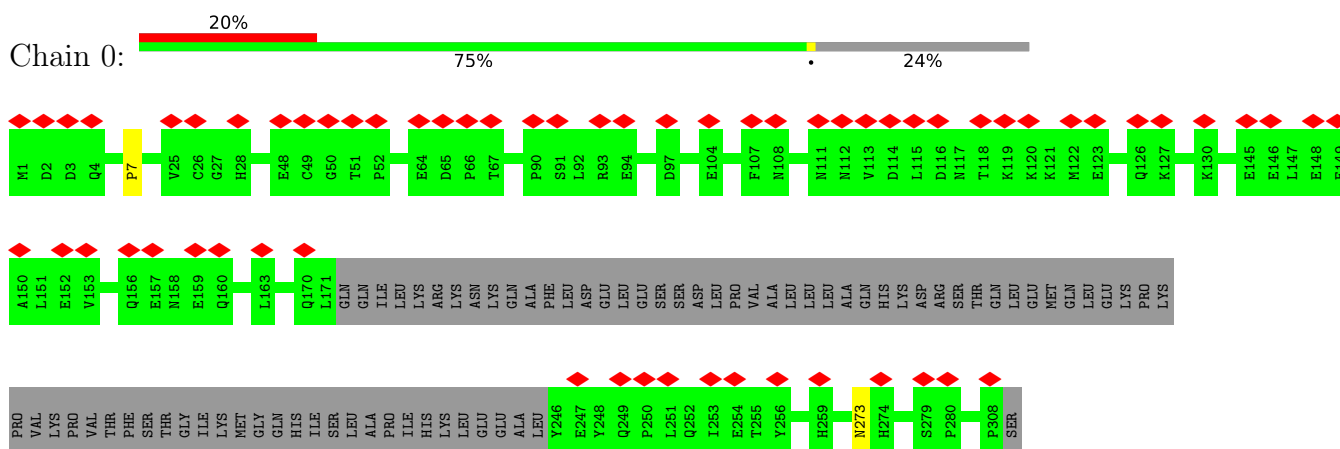 20%
Chain 0:
75%
•
24%
M1 D2 D3 Q4 P7 V25 C26 G27 H28 E48 C49 G50 T51 P52 E64 D65 P66 T67 P90 S91 L92 R93 E94 D97 E104 F107 N108 N111 N112 V113 D114 L115 D116 N117 T118 K119 K120 K121 M122 E123 Q126 K127 K130 E145 E146 L147 E148
A150 L151 E152 V153 Q156 E157 N158 E159 Q160 L163 Q170 L171 GLN GLN ILE LEU LYS ARG LYS ASN LYS GLN ALA PHE LEU ASP GLU LEU GLU SER SER ASP LEU PRO VAL ALA LEU LEU LEU ALA GLN HIS LYS ASP ARG SER THR GLN LEU GLU MET GLN LEU GLU LYS PRO LYS
PRO VAL LYS PRO VAL THR PHE SER THR GLY ILE LYS MET GLY GLN HIS ILE SER LEU ALA PRO ILE HIS LYS LEU GLU GLU ALA LEU Y246 E247 Y248 Q249 P250 L251 Q252 I253 E254 T255 Y256 H259 N273 H274 S279 P280 P308 SER